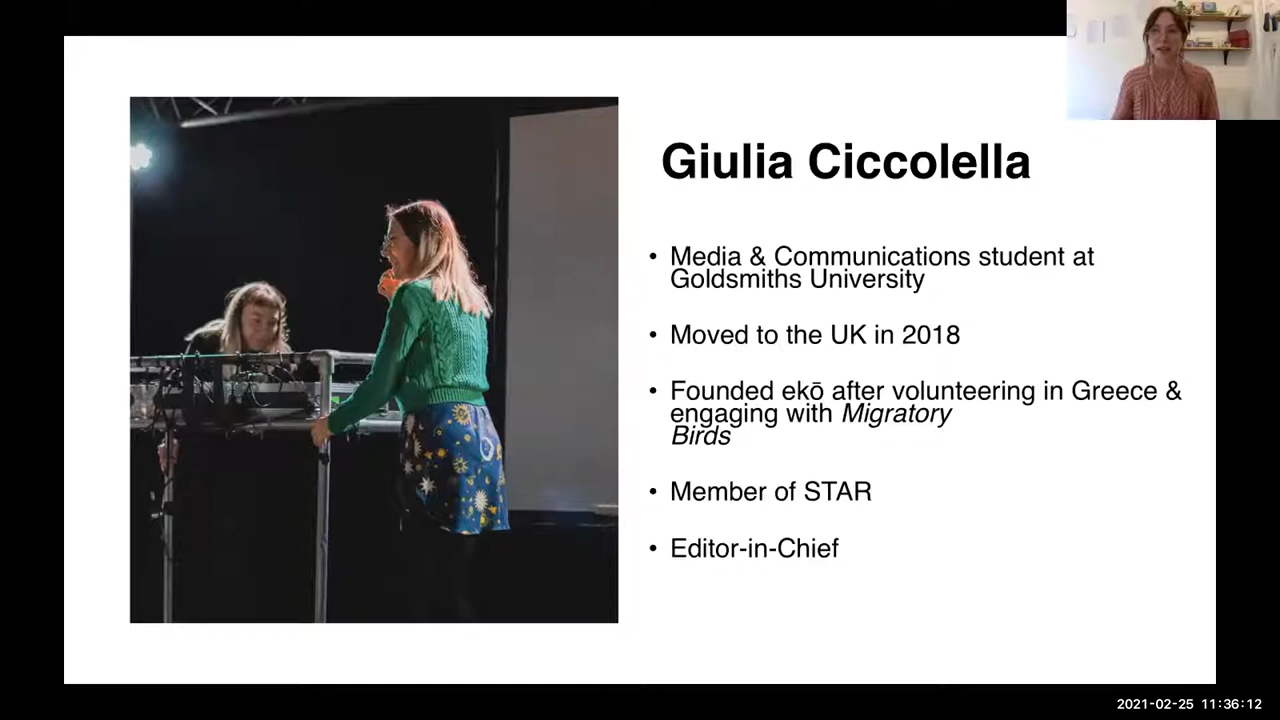 Giulia Ciccolella
• Media & Communications student at
Goldsmiths University
• Moved to the UK in 2018
• Founded ekō after volunteering in Greece &
engaging with Migratory
Birds
• Member of STAR
• Editor-in-Chief
2021-02-25 11:36:12